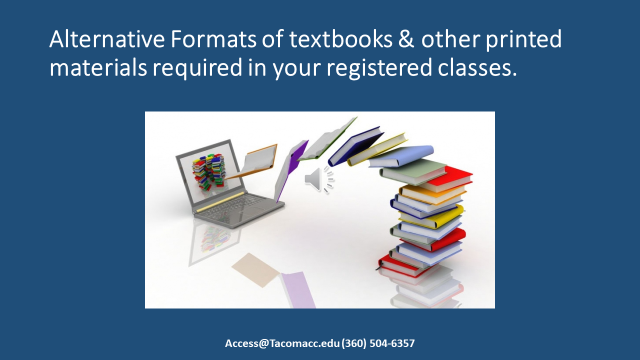 Alternative Formats of textbooks & other printed
materials required in your registered classes.
Access@Tacomacc.edu (360) 504-6357